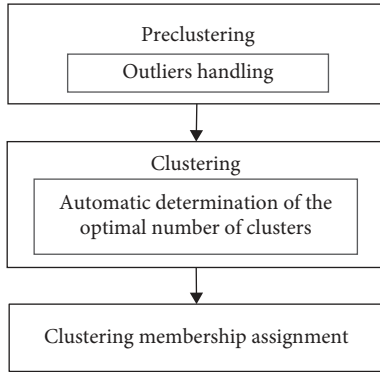 Preclustering
Outliers handling
Clustering
Automatic determination of the
optimal number of clusters
Clustering membership assignment